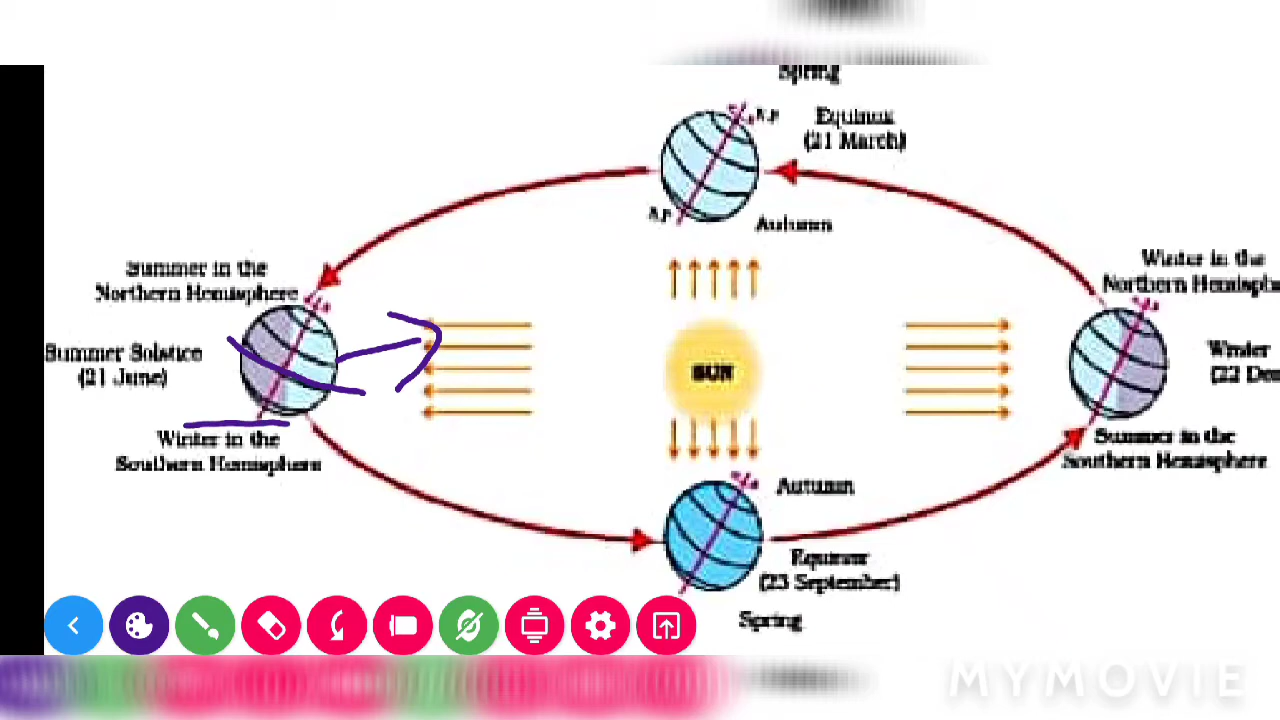 Spring
N.P
Equinox
(21 March)
S.P
Autumn
Summer in the
Northern Hemisphere
Winter in the
Northern Hemisphe
Summer Solstice
(21 June)
SUN
Winter
(22 De
Winter in the
Southern Hemisphere
Summer in the
Southern Hemisphere
Autumn
Equinox
(23 September)
Spring
MYMOVIE